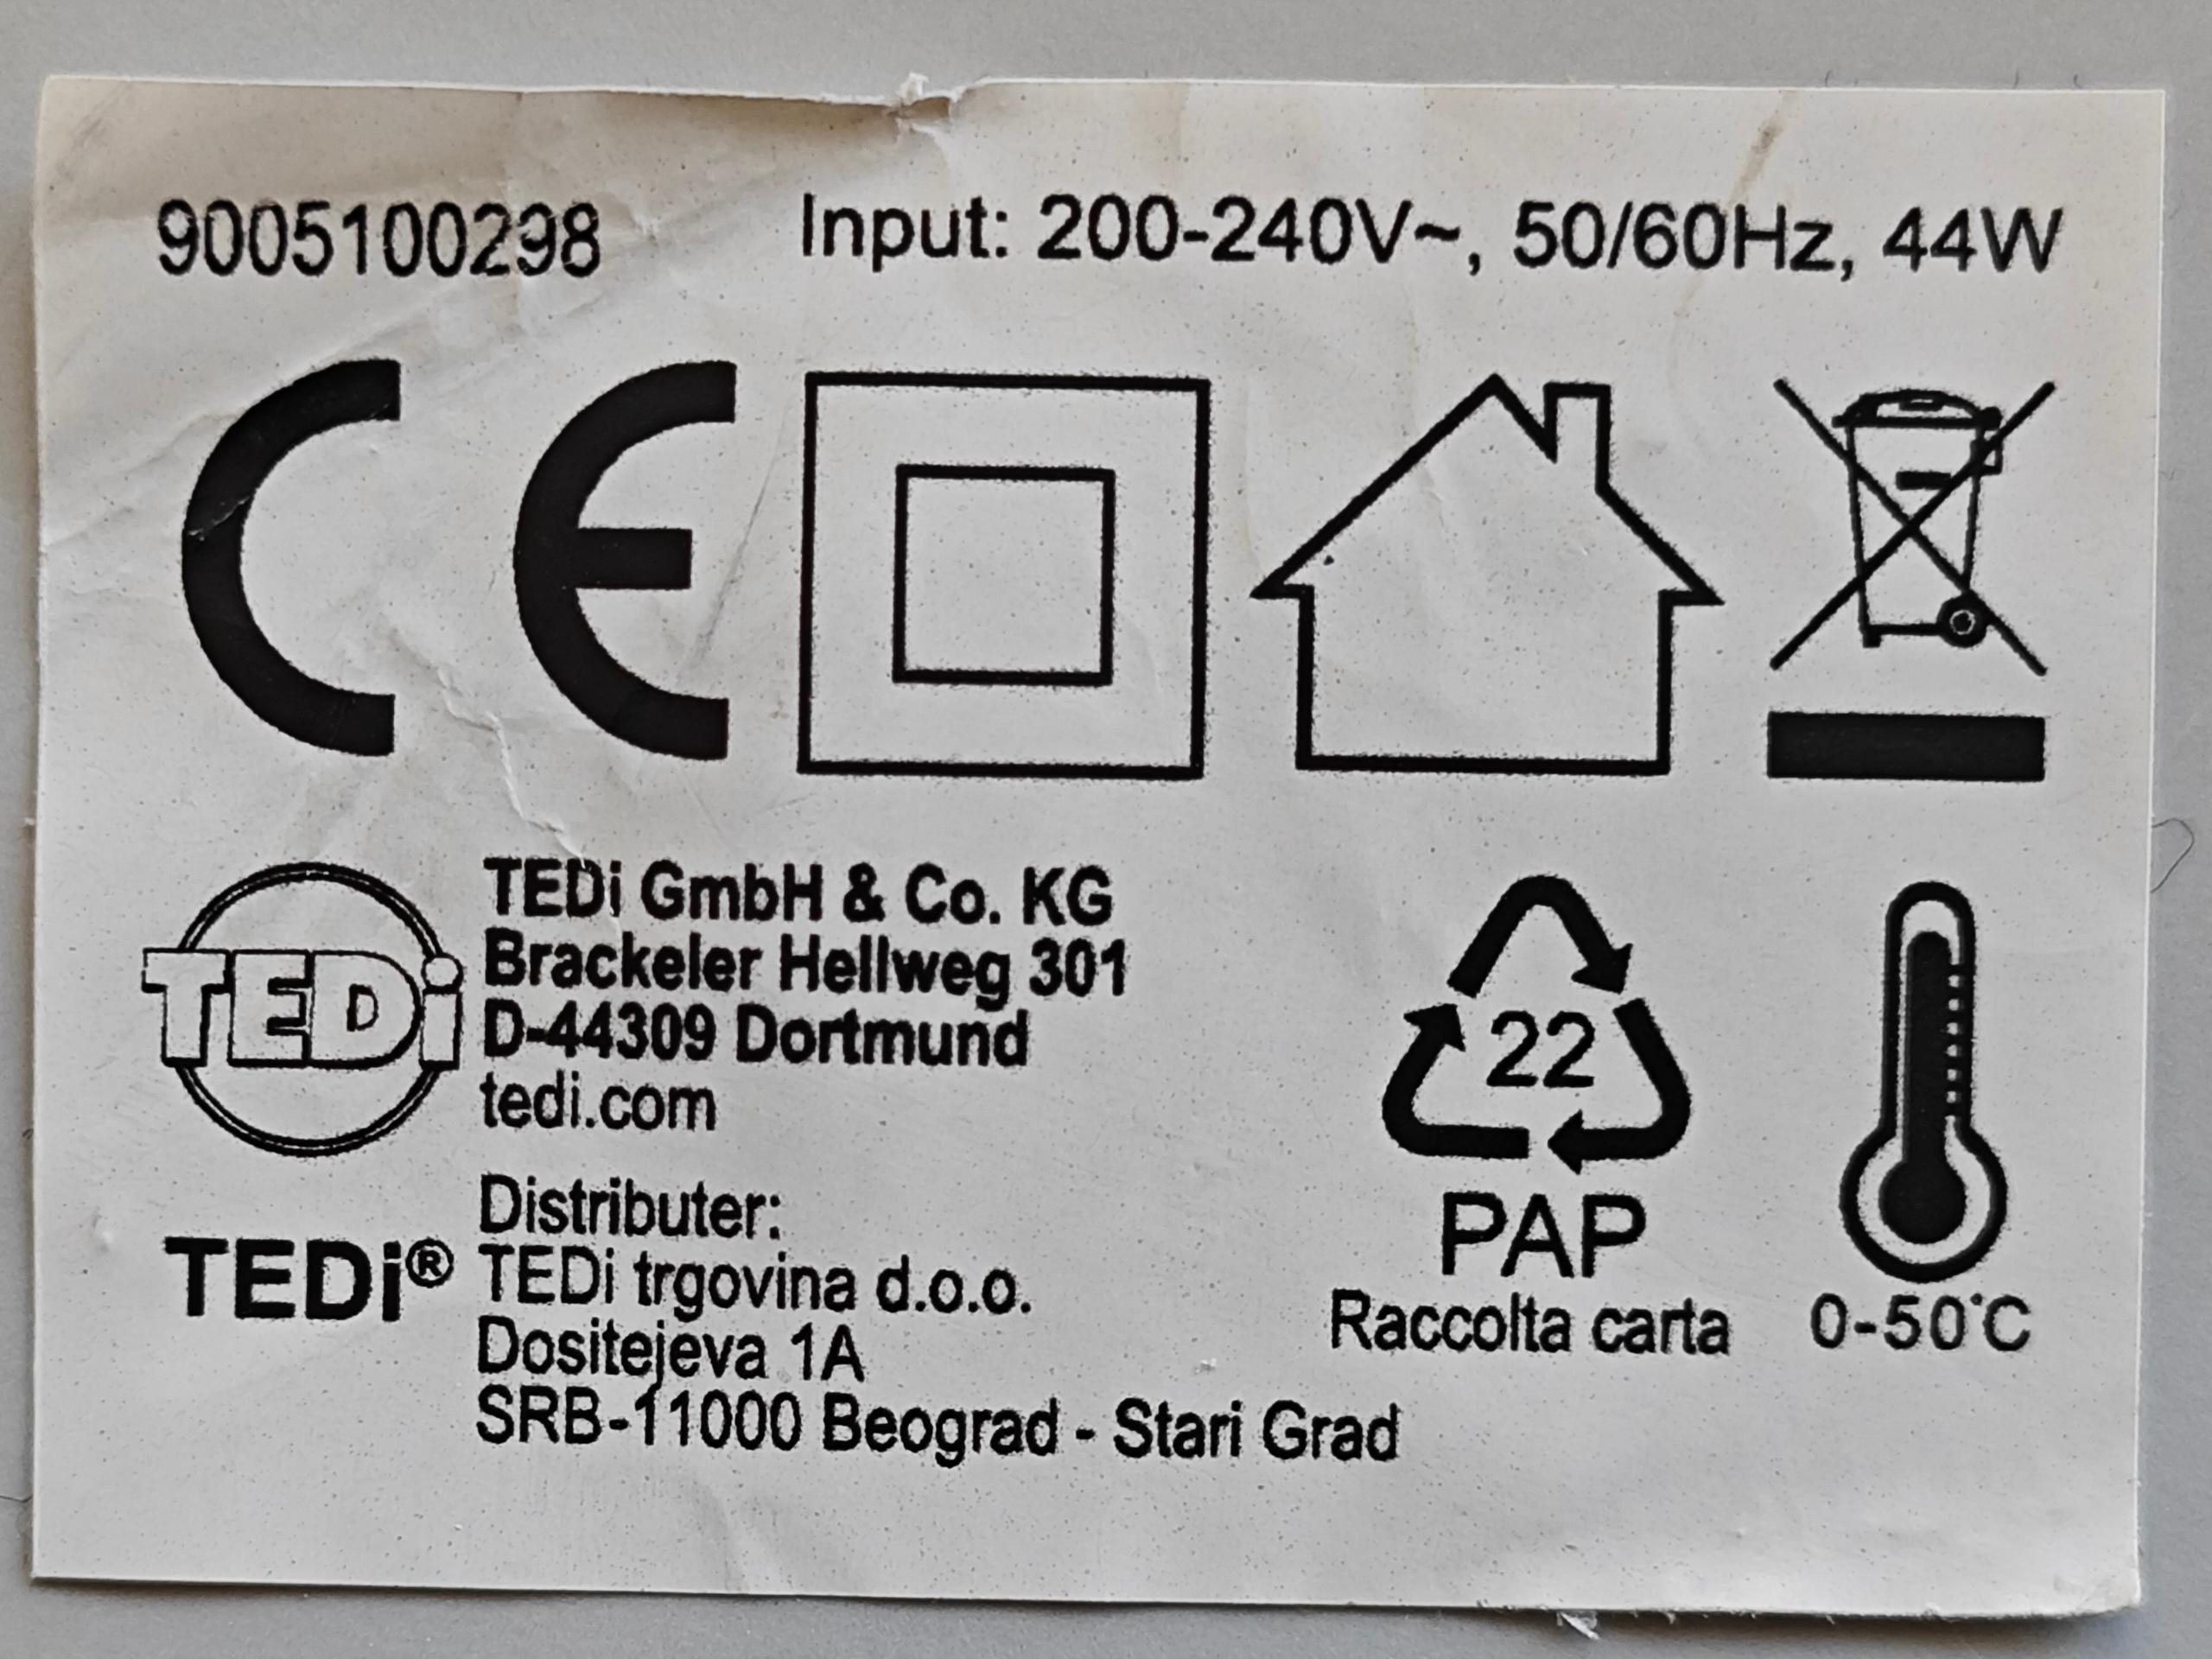 9005100298
Input: 200-240V~, 50/60Hz, 44W
CE
TEDi
TEDi GmbH & Co. KG
Brackeler Hellweg 301
D-44309 Dortmund
tedi.com
TEDi®
Distributer:
TEDi trgovina d.o.o.
Dositejeva 1A
SRB-11000 Beograd - Stari Grad
22
PAP
Raccolta carta
0-50°C